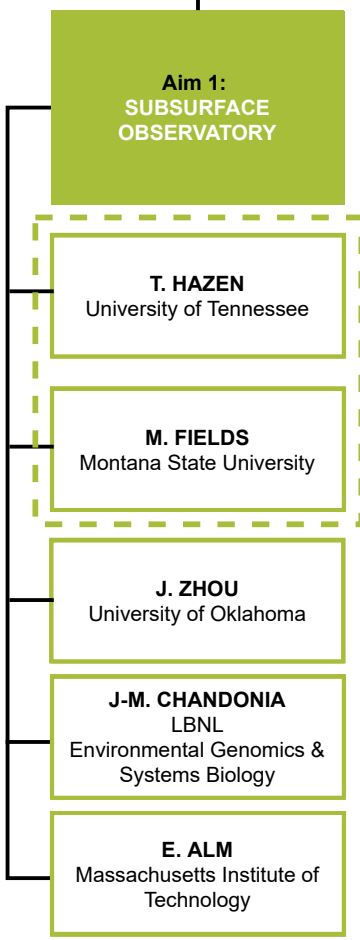 Aim 1:
SUBSURFACE
OBSERVATORY
T. HAZEN
University of Tennessee
M. FIELDS
Montana State University
J. ZHOU
University of Oklahoma
J-M. CHANDONIA
LBNL
Environmental Genomics &
Systems Biology
E. ALM
Massachusetts Institute of
Technology